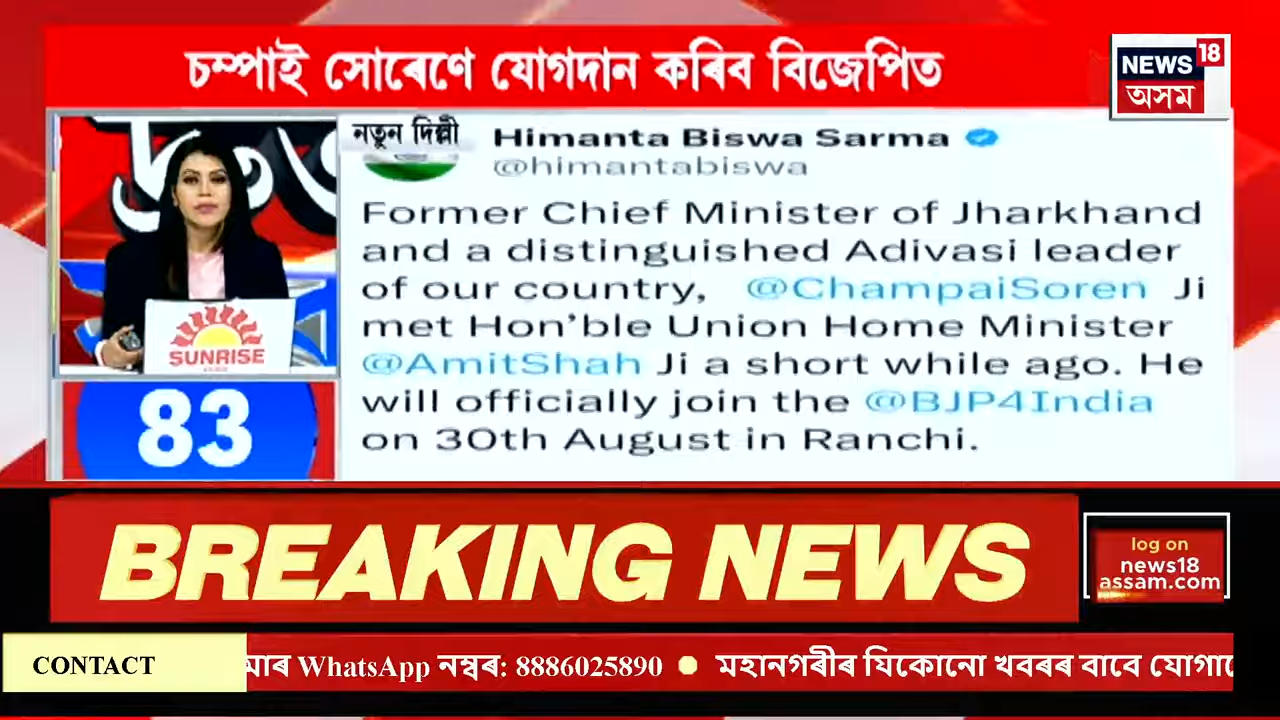 চম্পাই সোৰেণে যোগদান কৰিব বিজেপিত
NEWS 18
অসম
নতুন দিল্লী
Himanta Biswa Sarma
@himantabiswa
Former Chief Minister of Jharkhand
and a distinguished Adivasi leader
of our country, @ChampaiSoren Ji
met Hon'ble Union Home Minister
@AmitShah Ji a short while ago. He
will officially join the @BJP4India
on 30th August in Ranchi.
SUNRISE
83
BREAKING NEWS
log on
news18
assam.com
CONTACT
WhatsApp নম্বৰ: 8886025890 ● মহানগৰীৰ যিকোনো খবৰৰ বাবে